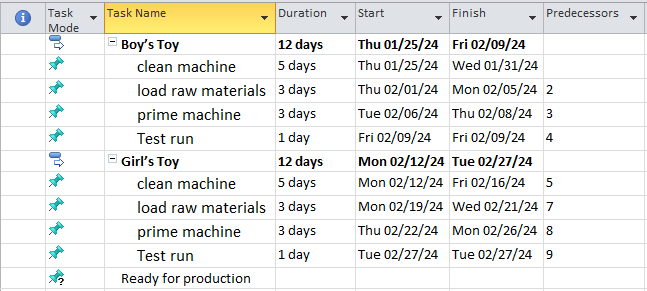 i Task Mode Task Name Duration Start Finish Predecessors
Boy's Toy 12 days Thu 01/25/24 Fri 02/09/24
clean machine 5 days Thu 01/25/24 Wed 01/31/24
load raw materials 3 days Thu 02/01/24 Mon 02/05/24 2
prime machine 3 days Tue 02/06/24 Thu 02/08/24 3
Test run 1 day Fri 02/09/24 Fri 02/09/24 4
Girl's Toy 12 days Mon 02/12/24 Tue 02/27/24
clean machine 5 days Mon 02/12/24 Fri 02/16/24 5
load raw materials 3 days Mon 02/19/24 Wed 02/21/24 7
prime machine 3 days Thu 02/22/24 Mon 02/26/24 8
Test run 1 day Tue 02/27/24 Tue 02/27/24 9
? Ready for production